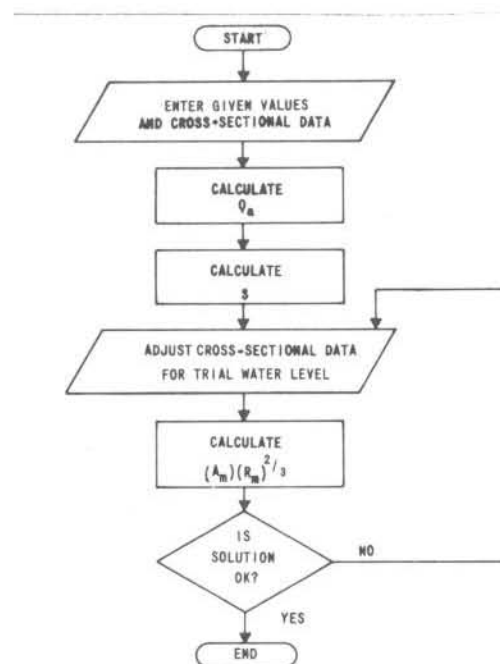 START
ENTER GIVEN VALUES
AND CROSS-SECTIONAL DATA
CALCULATE
Qa
CALCULATE
s
ADJUST CROSS-SECTIONAL DATA
FOR TRIAL WATER LEVEL
CALCULATE
(Am)(Rm)^2/3
IS
SOLUTION
OK?
NO
YES
END